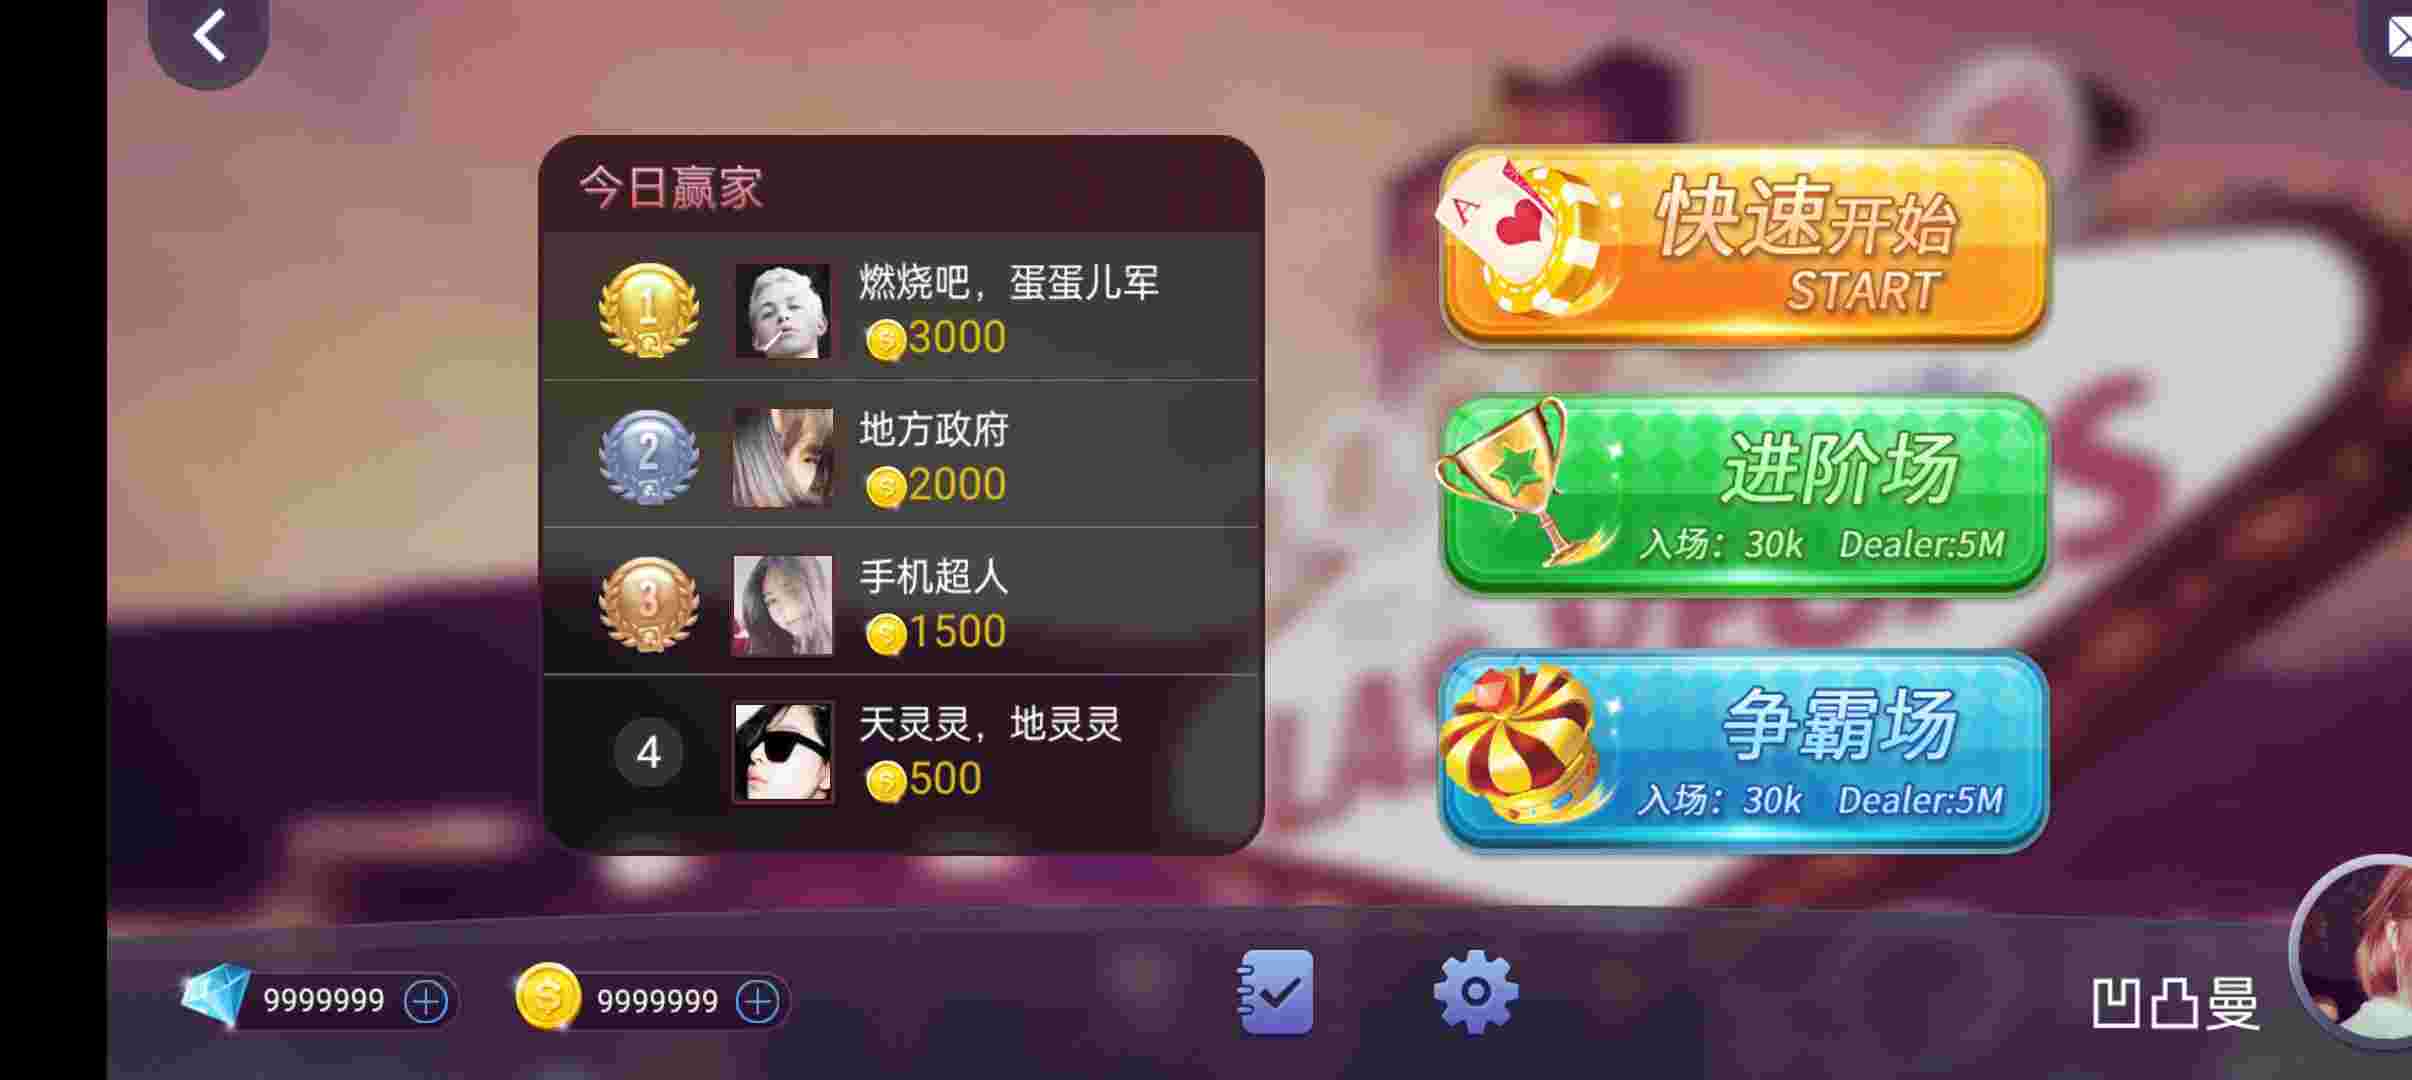 今日赢家
1
燃烧吧，蛋蛋儿军
3000
2
地方政府
2000
3
手机超人
1500
4
天灵灵，地灵灵
500
A
快速开始
START
进阶场
入场：30k Dealer:5M
争霸场
入场：30k Dealer:5M
9999999
9999999
凹凸曼